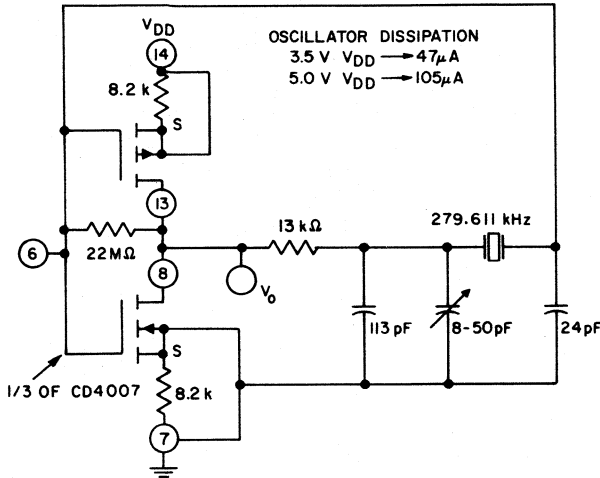 VDD
14
OSCILLATOR DISSIPATION
3.5 V VDD → 47μA
5.0 V VDD → 105μA
8.2 k
S
13
13 kΩ
279.611 kHz
6
22MΩ
8
Vo
113 pF
8-50pF
24pF
S
1/3 OF CD4007
8.2 k
7